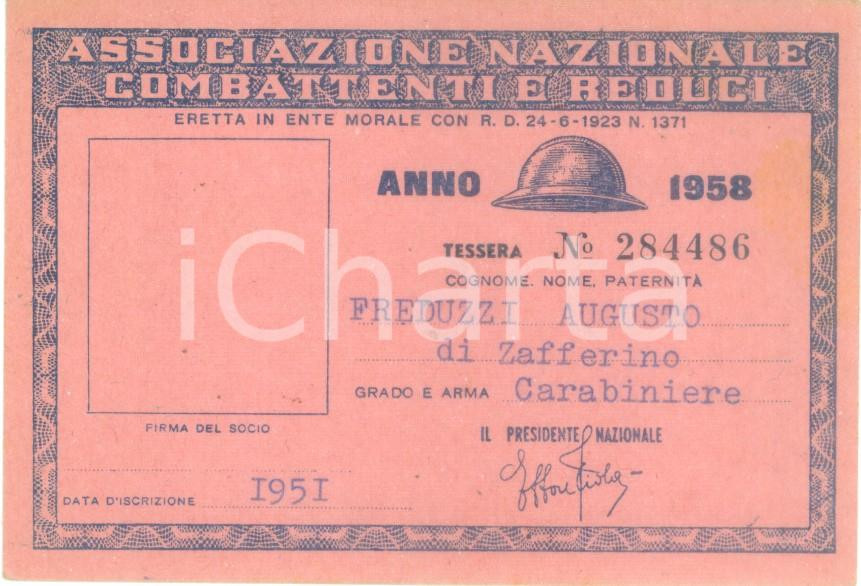 ASSOCIAZIONE NAZIONALE
COMBATTENTI E REDUCI
ERETTA IN ENTE MORALE CON R. D. 24-6-1923 N. 1371
ANNO 1958
TESSERA No 284486
COGNOME. NOME. PATERNITÀ
FREDUZZI AUGUSTO
di Zafferino
GRADO E ARMA Carabiniere
FIRMA DEL SOCIO
IL PRESIDENTE NAZIONALE
DATA D'ISCRIZIONE I95I
iCharta